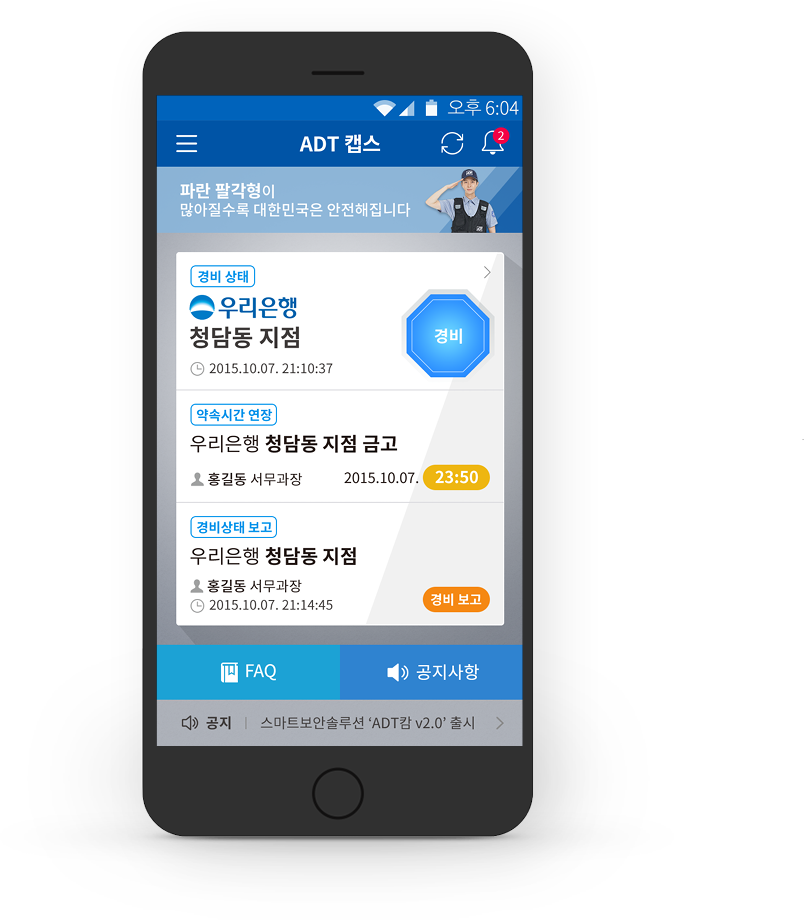 오후 6:04
ADT 캡스
2
파란 팔각형이
많아질수록 대한민국은 안전해집니다
경비 상태
우리은행
청담동 지점
경비
2015.10.07. 21:10:37
약속시간 연장
우리은행 청담동 지점 금고
홍길동 서무과장 2015.10.07. 23:50
경비상태 보고
우리은행 청담동 지점
홍길동 서무과장
2015.10.07. 21:14:45
경비 보고
FAQ 공지사항
공지 | 스마트보안솔루션 ‘ADT캄 v2.0’ 출시